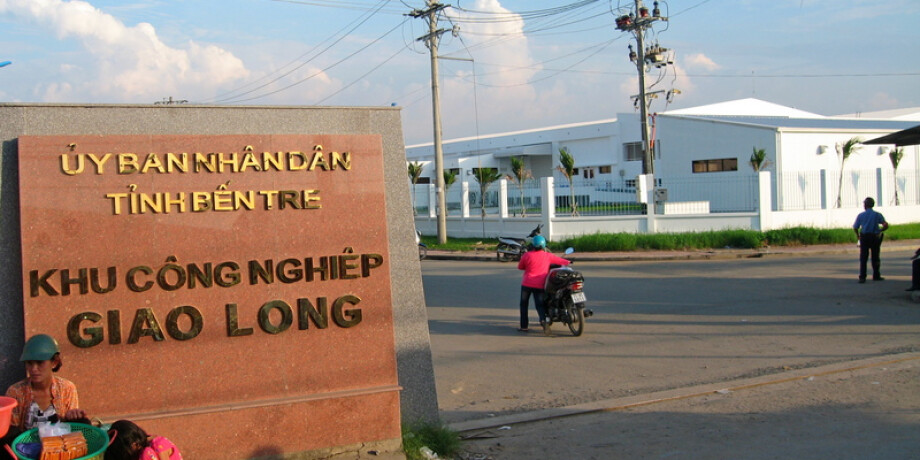 ỦY BAN NHÂN DÂN
TỈNH BẾN TRE
KHU CÔNG NGHIỆP
GIAO LONG